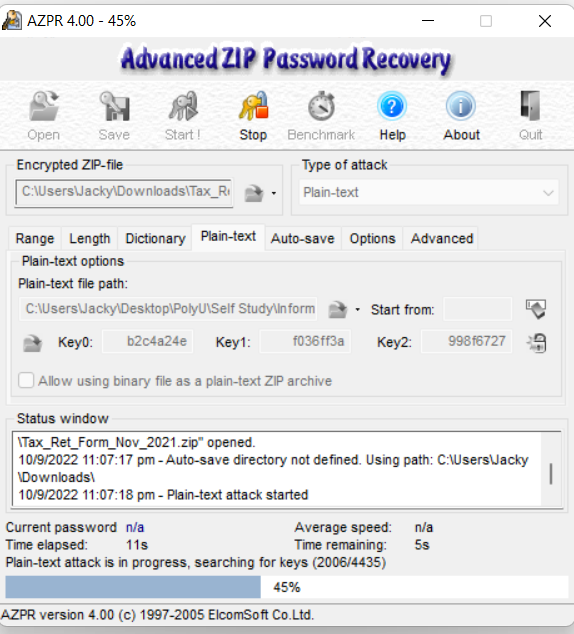 AZPR 4.00 - 45%
Advanced ZIP Password Recovery
Open Save Start ! Stop Benchmark Help About Quit
Encrypted ZIP-file
C:\Users\Jacky\Downloads\Tax_R
Type of attack
Plain-text
Range Length Dictionary Plain-text Auto-save Options Advanced
Plain-text options
Plain-text file path:
C:\Users\Jacky\Desktop\PolyU\Self Study\Inform Start from:
Key0: b2c4a24e Key1: f036ff3a Key2: 998f6727
Allow using binary file as a plain-text ZIP archive
Status window
\Tax_Ret_Form_Nov_2021.zip" opened.
10/9/2022 11:07:17 pm - Auto-save directory not defined. Using path: C:\Users\Jacky
\Downloads\
10/9/2022 11:07:18 pm - Plain-text attack started
Current password n/a Average speed: n/a
Time elapsed: 11s Time remaining: 5s
Plain-text attack is in progress, searching for keys (2006/4435)
45%
AZPR version 4.00 (c) 1997-2005 ElcomSoft Co.Ltd.